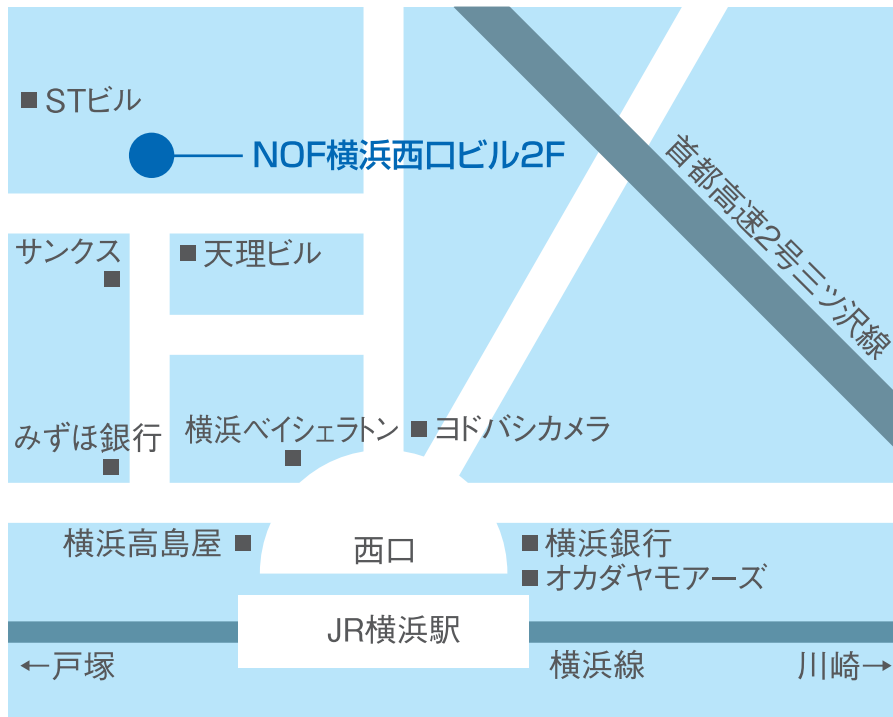 STビル
NOF横浜西口ビル2F
首都高速2号三ツ沢線
サンクス
天理ビル
みずほ銀行
横浜ベイシェラトン
ヨドバシカメラ
横浜高島屋
西口
横浜銀行
オカダヤモアーズ
JR横浜駅
←戸塚
横浜線
川崎→